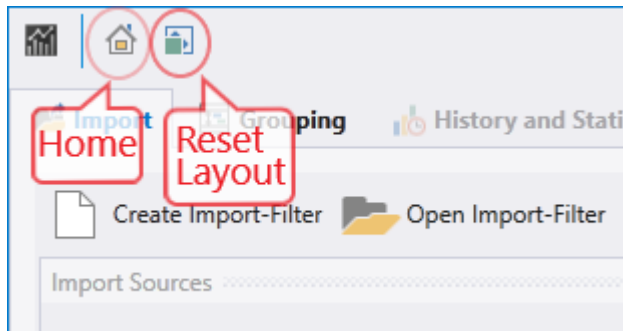 Import
Grouping
History and Stati
Home
Reset
Layout
Create Import-Filter
Open Import-Filter
Import Sources